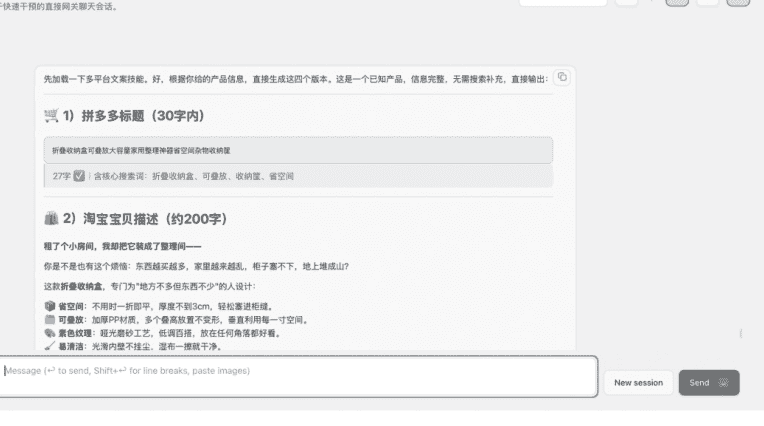 快速干预的直接网关聊天会话。
先加载一下多平台文案技能。好，根据你给的产品信息，直接生成这四个版本。这是一个已知产品，信息完整，无需搜索补充，直接输出：
1）拼多多标题（30字内）
折叠收纳盒可叠放大容量家用整理神器省空间杂物收纳筐
27字 ✅ | 含核心搜索词：折叠收纳盒、可叠放、收纳筐、省空间
2）淘宝宝贝描述（约200字）
租了个小房间，我却把它装成了整理间——
你是不是也有这个烦恼：东西越买越多，家里越来越乱，柜子塞不下，地上堆成山？
这款折叠收纳盒，专门为"地方不多但东西不少"的人设计：
省空间：不用时一折即平，厚度不到3cm，轻松塞进柜缝。
可叠放：加厚PP材质，多个叠高放置不变形，垂直利用每一寸空间。
素色纹理：哑光磨砂工艺，低调百搭，放在任何角落都好看。
易清洁：光滑内壁不挂尘，湿布一擦就干净。
Message (↩ to send, Shift+↩ for line breaks, paste images)
New session
Send